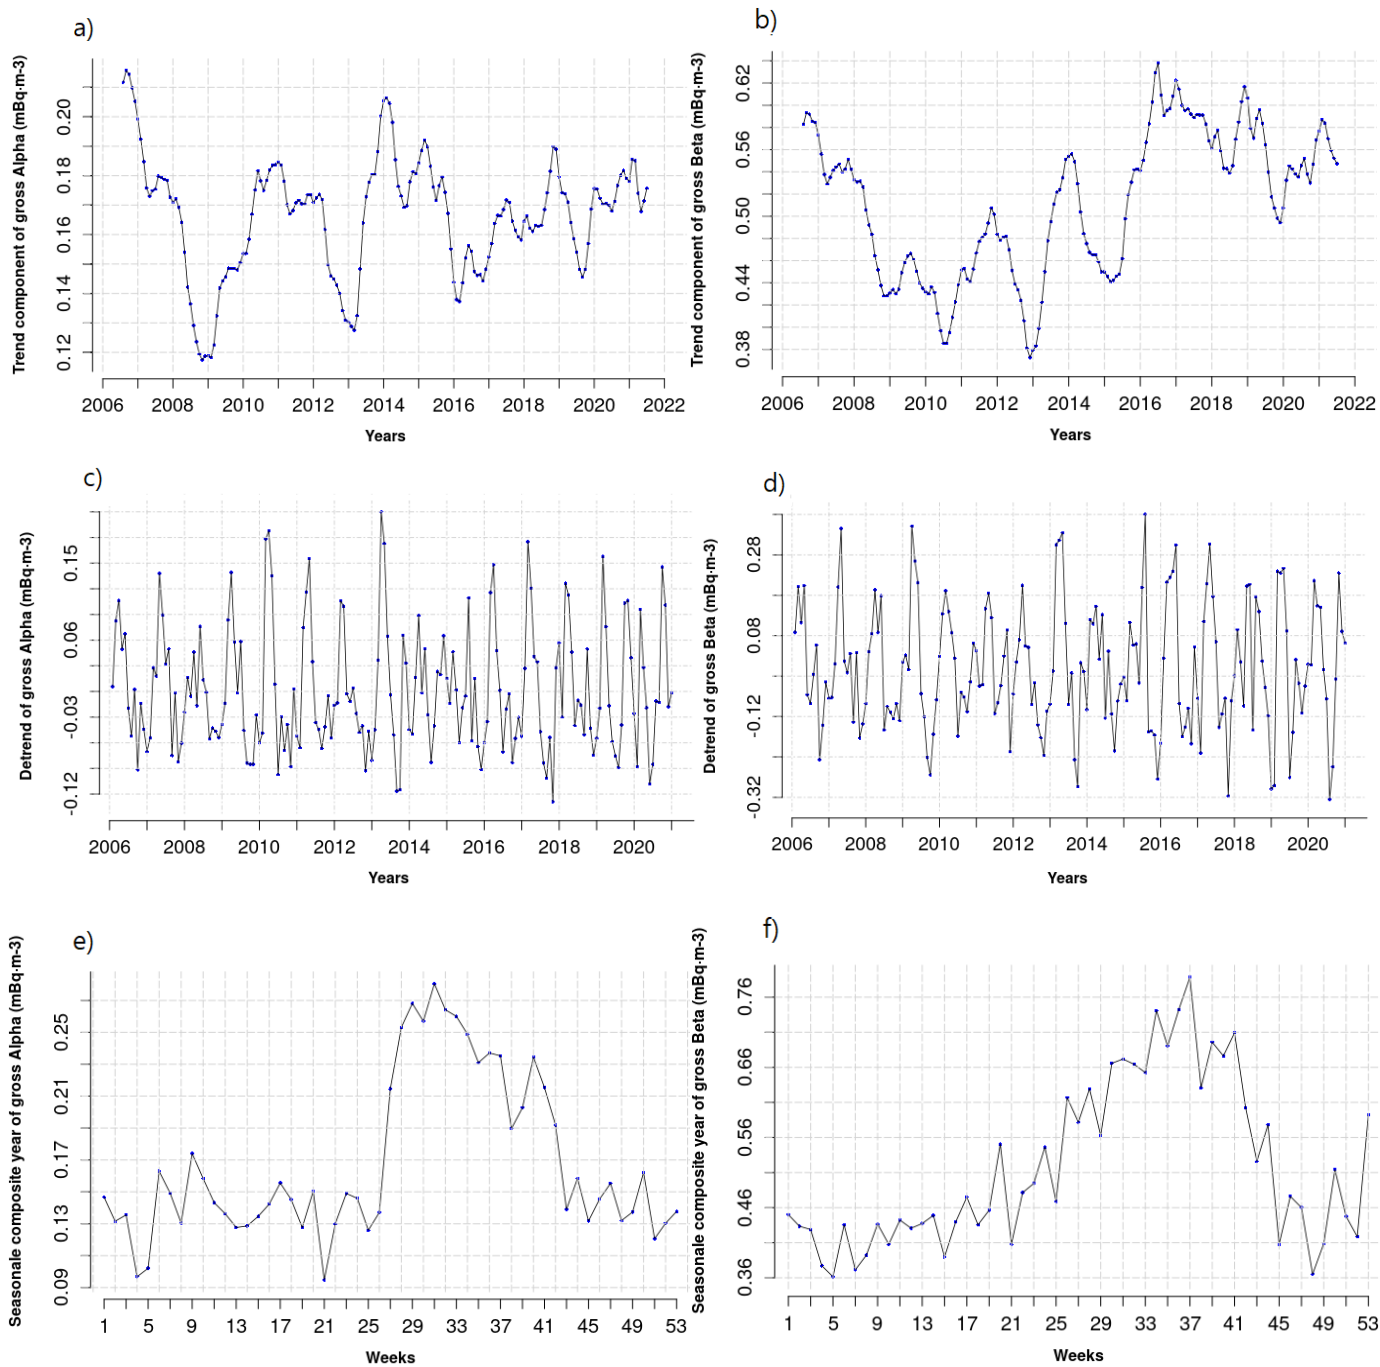 a)
Trend component of gross Alpha (mBq·m-3)
0.12 0.14 0.16 0.18 0.20
2006 2008 2010 2012 2014 2016 2018 2020 2022
Years
b)
Trend component of gross Beta (mBq·m-3)
0.38 0.44 0.50 0.56 0.62
2006 2008 2010 2012 2014 2016 2018 2020 2022
Years
c)
Detrend of gross Alpha (mBq·m-3)
-0.12 -0.03 0.06 0.15
2006 2008 2010 2012 2014 2016 2018 2020
Years
d)
Detrend of gross Beta (mBq·m-3)
-0.32 -0.12 0.08 0.28
2006 2008 2010 2012 2014 2016 2018 2020
Years
e)
Seasonale composite year of gross Alpha (mBq·m-3)
0.09 0.13 0.17 0.21 0.25
1 5 9 13 17 21 25 29 33 37 41 45 49 53
Weeks
f)
Seasonale composite year of gross Beta (mBq·m-3)
0.36 0.46 0.56 0.66 0.76
1 5 9 13 17 21 25 29 33 37 41 45 49 53
Weeks